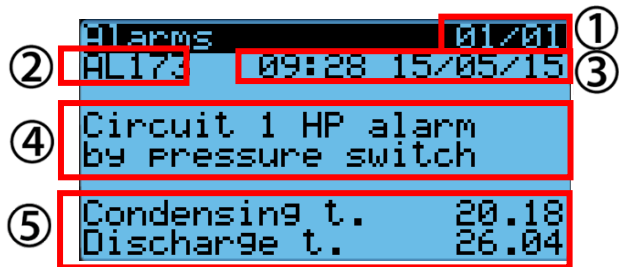 Alarms 01/01 ①
② AL173 09:28 15/05/15 ③
④ Circuit 1 HP alarm
by pressure switch
⑤ Condensing t. 20.18
Discharge t. 26.04